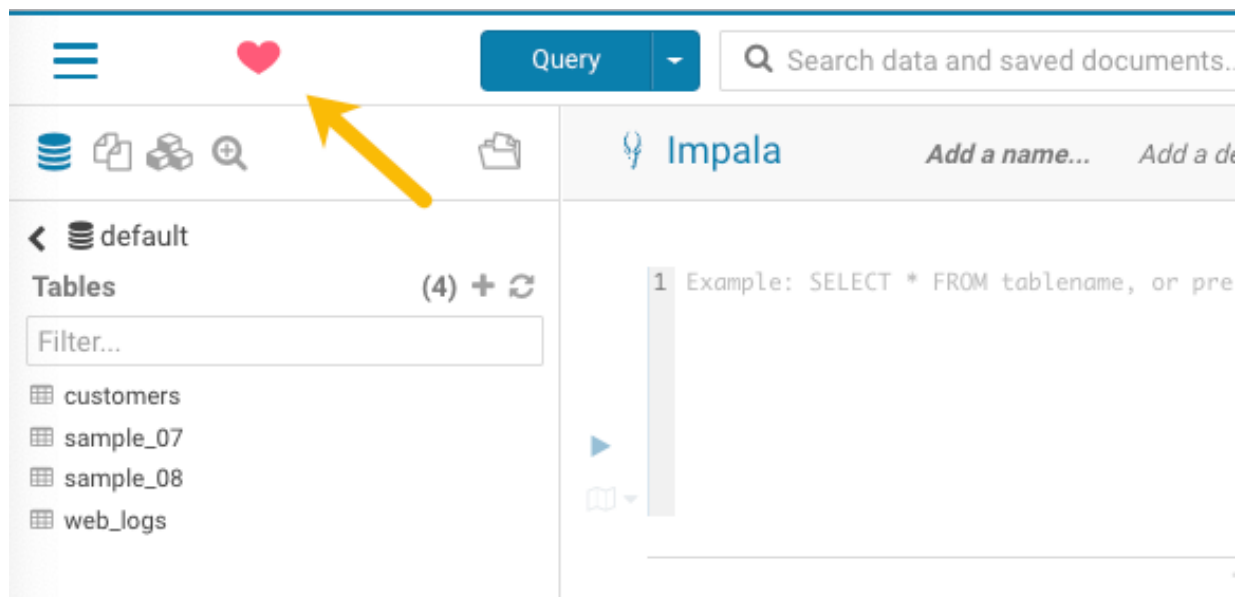 Query
Search data and saved documents...
Impala
Add a name...
Add a de
default
Tables (4)
Filter...
customers
sample_07
sample_08
web_logs
1 Example: SELECT * FROM tablename, or pre